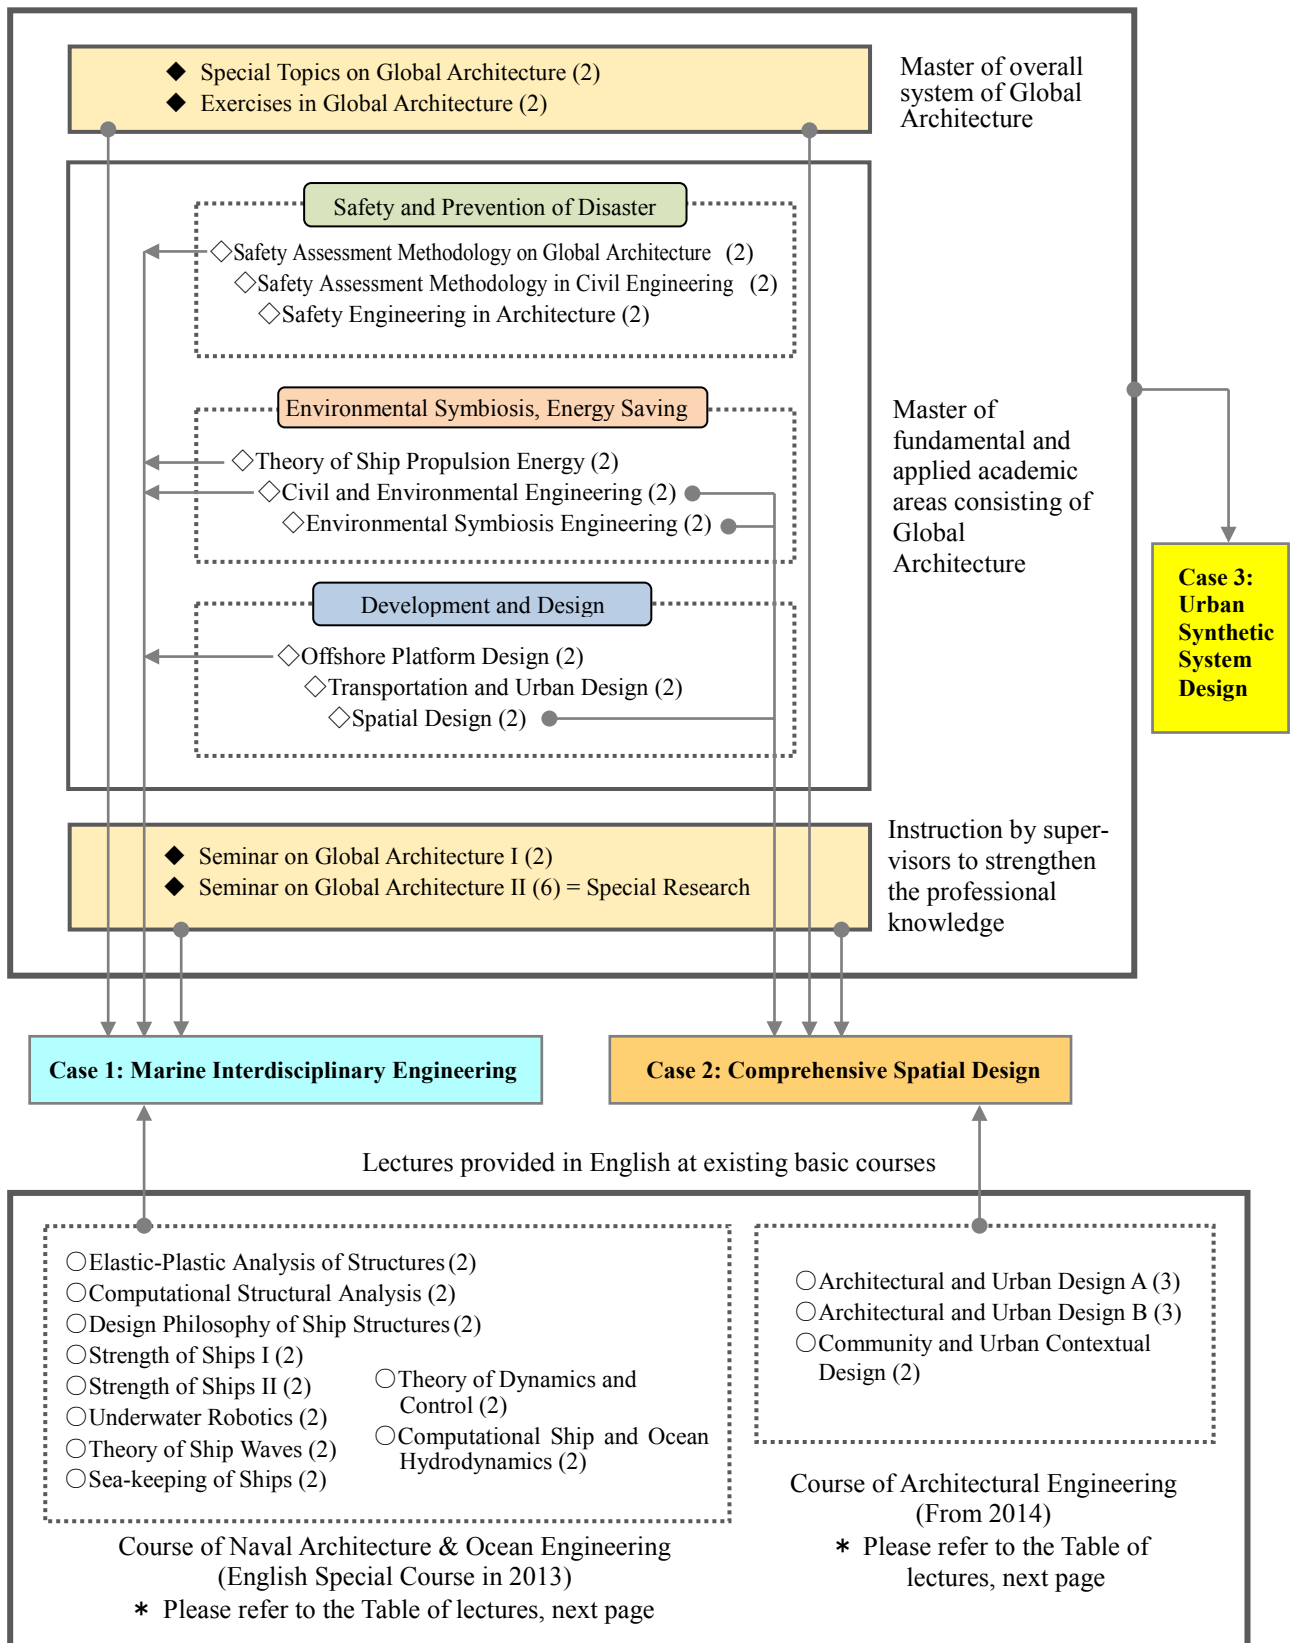 ◆ Special Topics on Global Architecture (2)
◆ Exercises in Global Architecture (2)
Master of overall
system of Global
Architecture
Safety and Prevention of Disaster
◇Safety Assessment Methodology on Global Architecture (2)
◇Safety Assessment Methodology in Civil Engineering (2)
◇Safety Engineering in Architecture (2)
Environmental Symbiosis, Energy Saving
◇Theory of Ship Propulsion Energy (2)
◇Civil and Environmental Engineering (2)
◇Environmental Symbiosis Engineering (2)
Development and Design
◇Offshore Platform Design (2)
◇Transportation and Urban Design (2)
◇Spatial Design (2)
Master of
fundamental and
applied academic
areas consisting of
Global
Architecture
Case 3:
Urban
Synthetic
System
Design
◆ Seminar on Global Architecture I (2)
◆ Seminar on Global Architecture II (6) = Special Research
Instruction by super-
visors to strengthen
the professional
knowledge
Case 1: Marine Interdisciplinary Engineering
Case 2: Comprehensive Spatial Design
Lectures provided in English at existing basic courses
○Elastic-Plastic Analysis of Structures (2)
○Computational Structural Analysis (2)
○Design Philosophy of Ship Structures (2)
○Strength of Ships I (2)
○Strength of Ships II (2)
○Underwater Robotics (2)
○Theory of Ship Waves (2)
○Sea-keeping of Ships (2)
○Theory of Dynamics and
Control (2)
○Computational Ship and Ocean
Hydrodynamics (2)
Course of Naval Architecture & Ocean Engineering
(English Special Course in 2013)
* Please refer to the Table of lectures, next page
○Architectural and Urban Design A (3)
○Architectural and Urban Design B (3)
○Community and Urban Contextual
Design (2)
Course of Architectural Engineering
(From 2014)
* Please refer to the Table of
lectures, next page